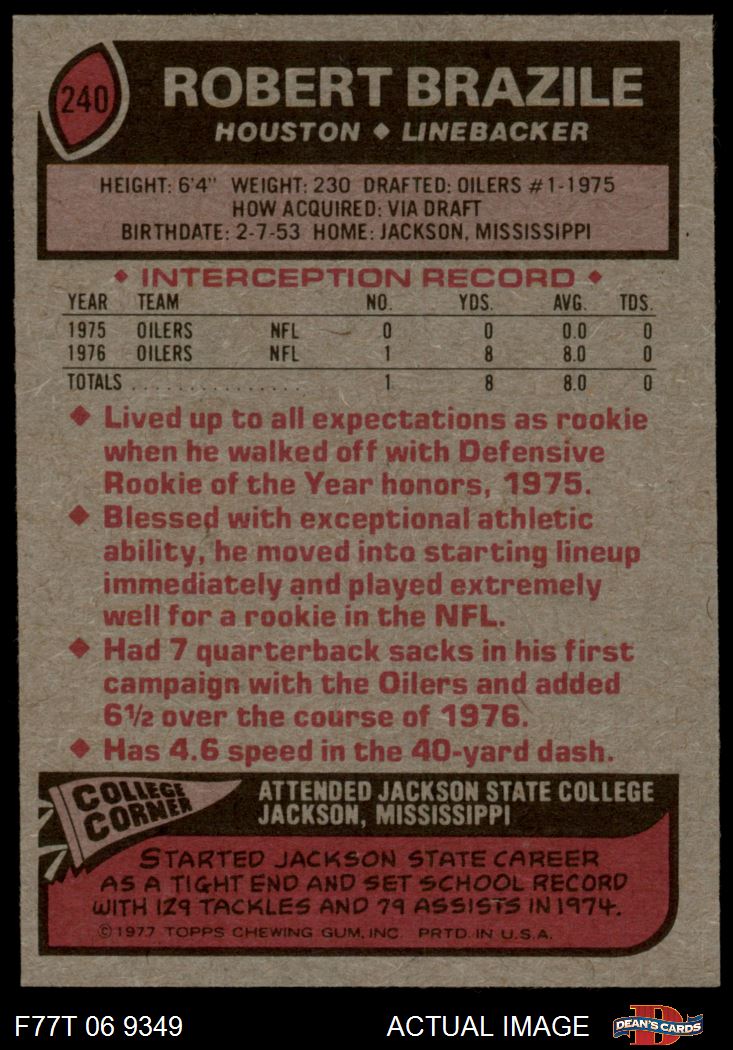 240
ROBERT BRAZILE
HOUSTON ♦ LINEBACKER
HEIGHT: 6'4" WEIGHT: 230 DRAFTED: OILERS #1-1975
HOW ACQUIRED: VIA DRAFT
BIRTHDATE: 2-7-53 HOME: JACKSON, MISSISSIPPI
♦ INTERCEPTION RECORD ♦
YEAR TEAM NO. YDS. AVG. TDS.
1975 OILERS NFL 0 0 0.0 0
1976 OILERS NFL 1 8 8.0 0
TOTALS . . . . . . . . . . . . . . . . 1 8 8.0 0
♦ Lived up to all expectations as rookie
when he walked off with Defensive
Rookie of the Year honors, 1975.
♦ Blessed with exceptional athletic
ability, he moved into starting lineup
immediately and played extremely
well for a rookie in the NFL.
♦ Had 7 quarterback sacks in his first
campaign with the Oilers and added
6½ over the course of 1976.
♦ Has 4.6 speed in the 40-yard dash.
COLLEGE
CORNER
ATTENDED JACKSON STATE COLLEGE
JACKSON, MISSISSIPPI
STARTED JACKSON STATE CAREER
AS A TIGHT END AND SET SCHOOL RECORD
WITH 129 TACKLES AND 79 ASSISTS IN 1974.
©1977 TOPPS CHEWING GUM, INC. PRTD. IN U.S.A.
F77T 06 9349 ACTUAL IMAGE
D
DEAN'S CARDS